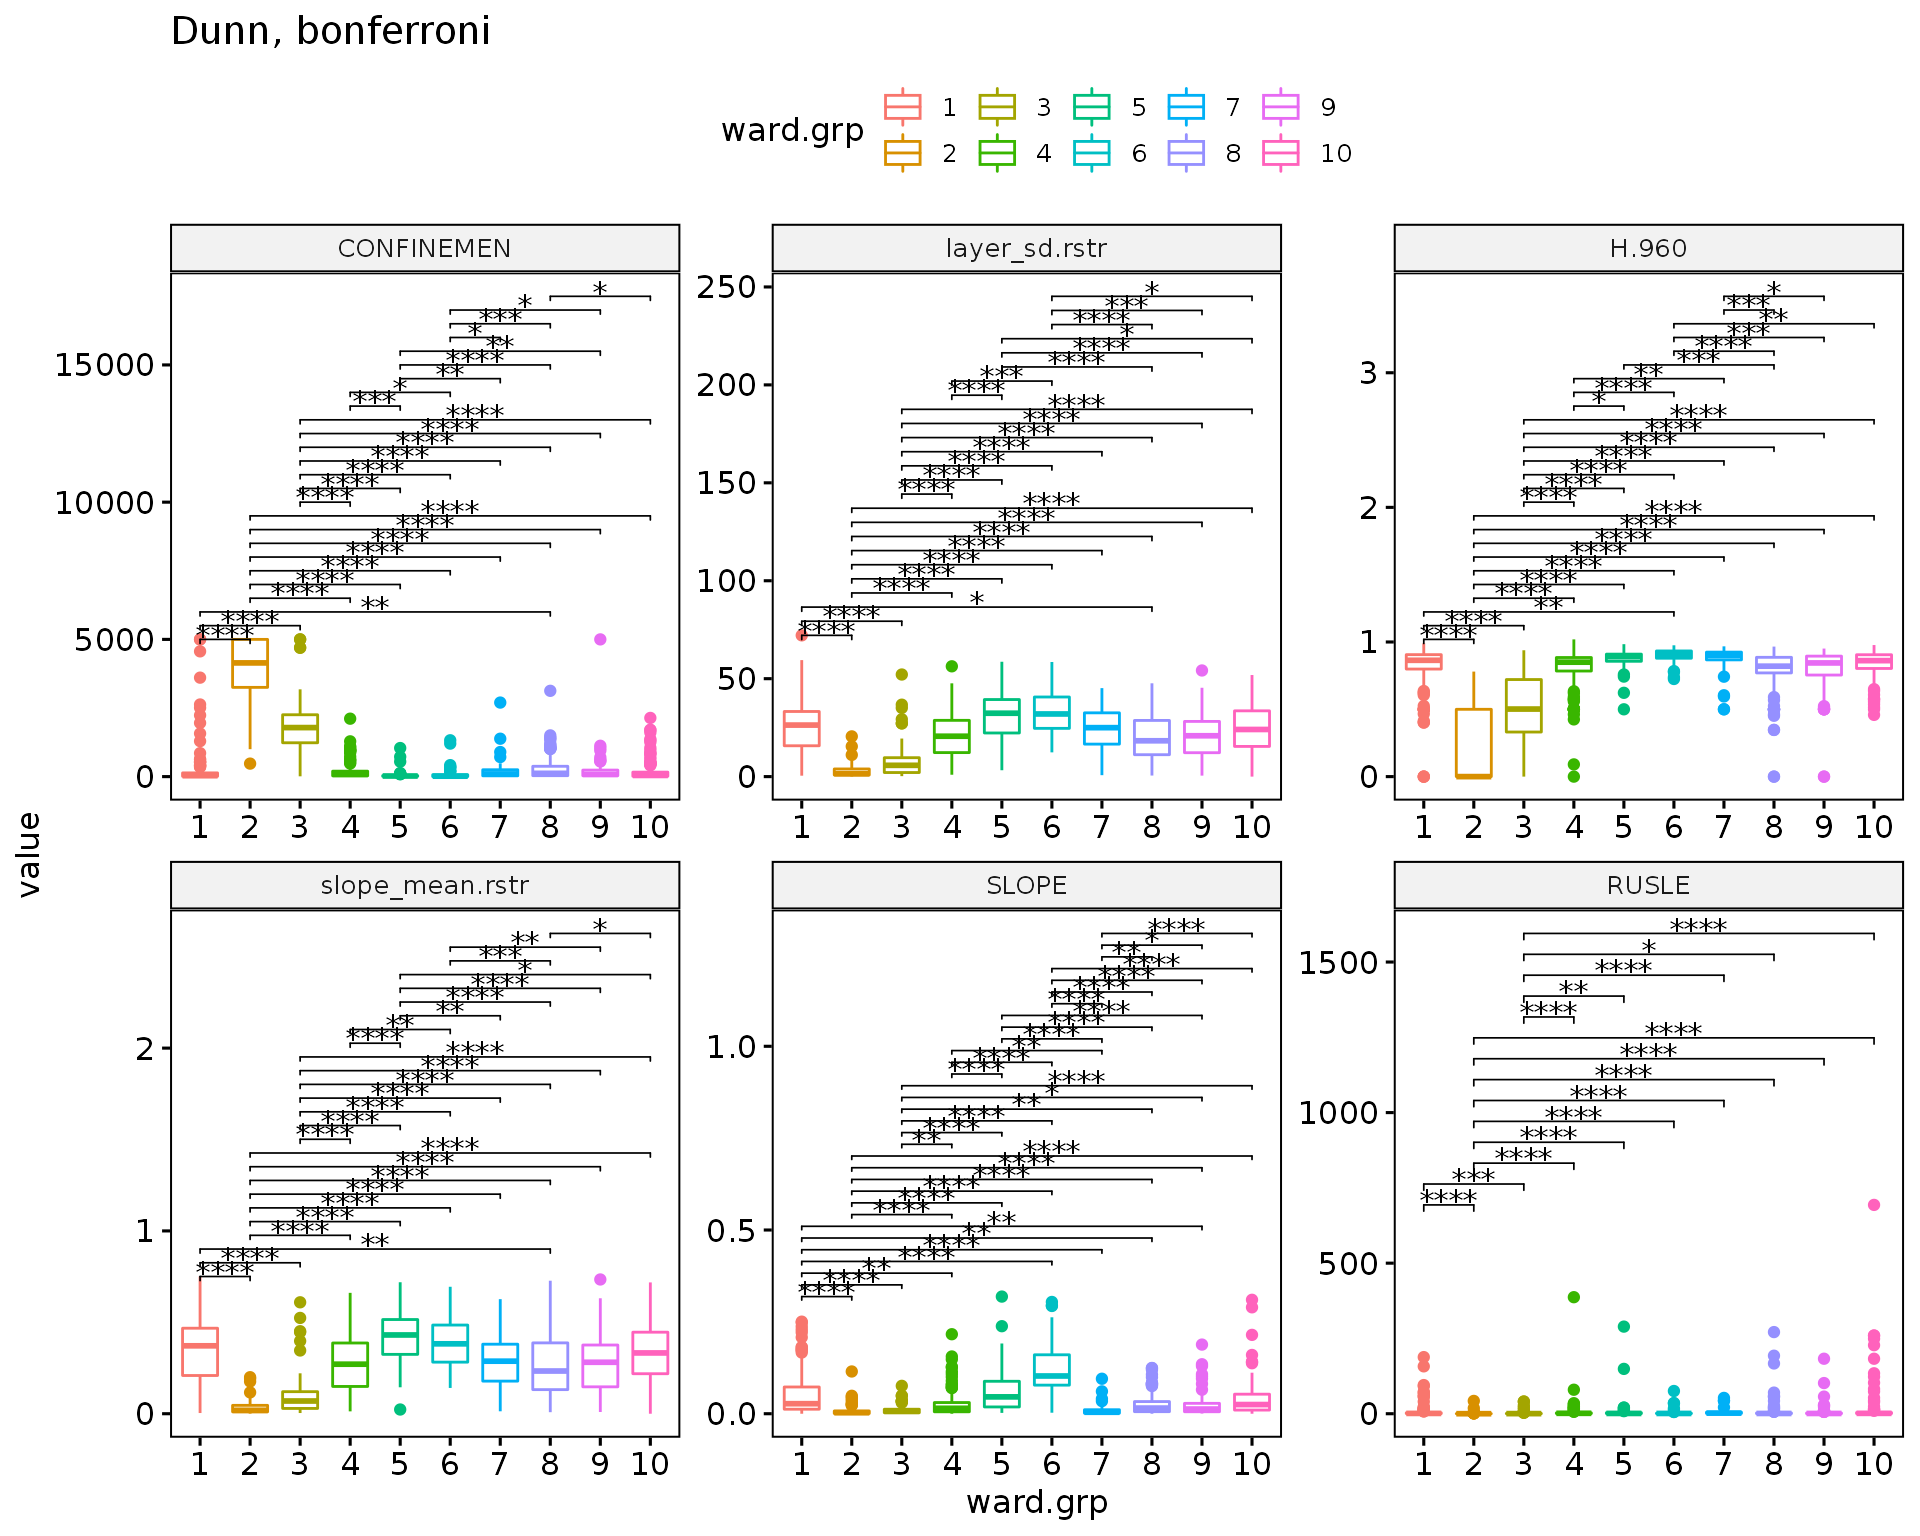 Dunn, bonferroni
ward.grp
1 3 5 7 9
2 4 6 8 10
CONFINEMEN
layer_sd.rstr
H.960
15000
10000
5000
0
1 2 3 4 5 6 7 8 9 10
250
200
150
100
50
0
1 2 3 4 5 6 7 8 9 10
3
2
1
0
1 2 3 4 5 6 7 8 9 10
value
slope_mean.rstr
SLOPE
RUSLE
2
1
0
1 2 3 4 5 6 7 8 9 10
1.0
0.5
0.0
1 2 3 4 5 6 7 8 9 10
1500
1000
500
0
1 2 3 4 5 6 7 8 9 10
ward.grp